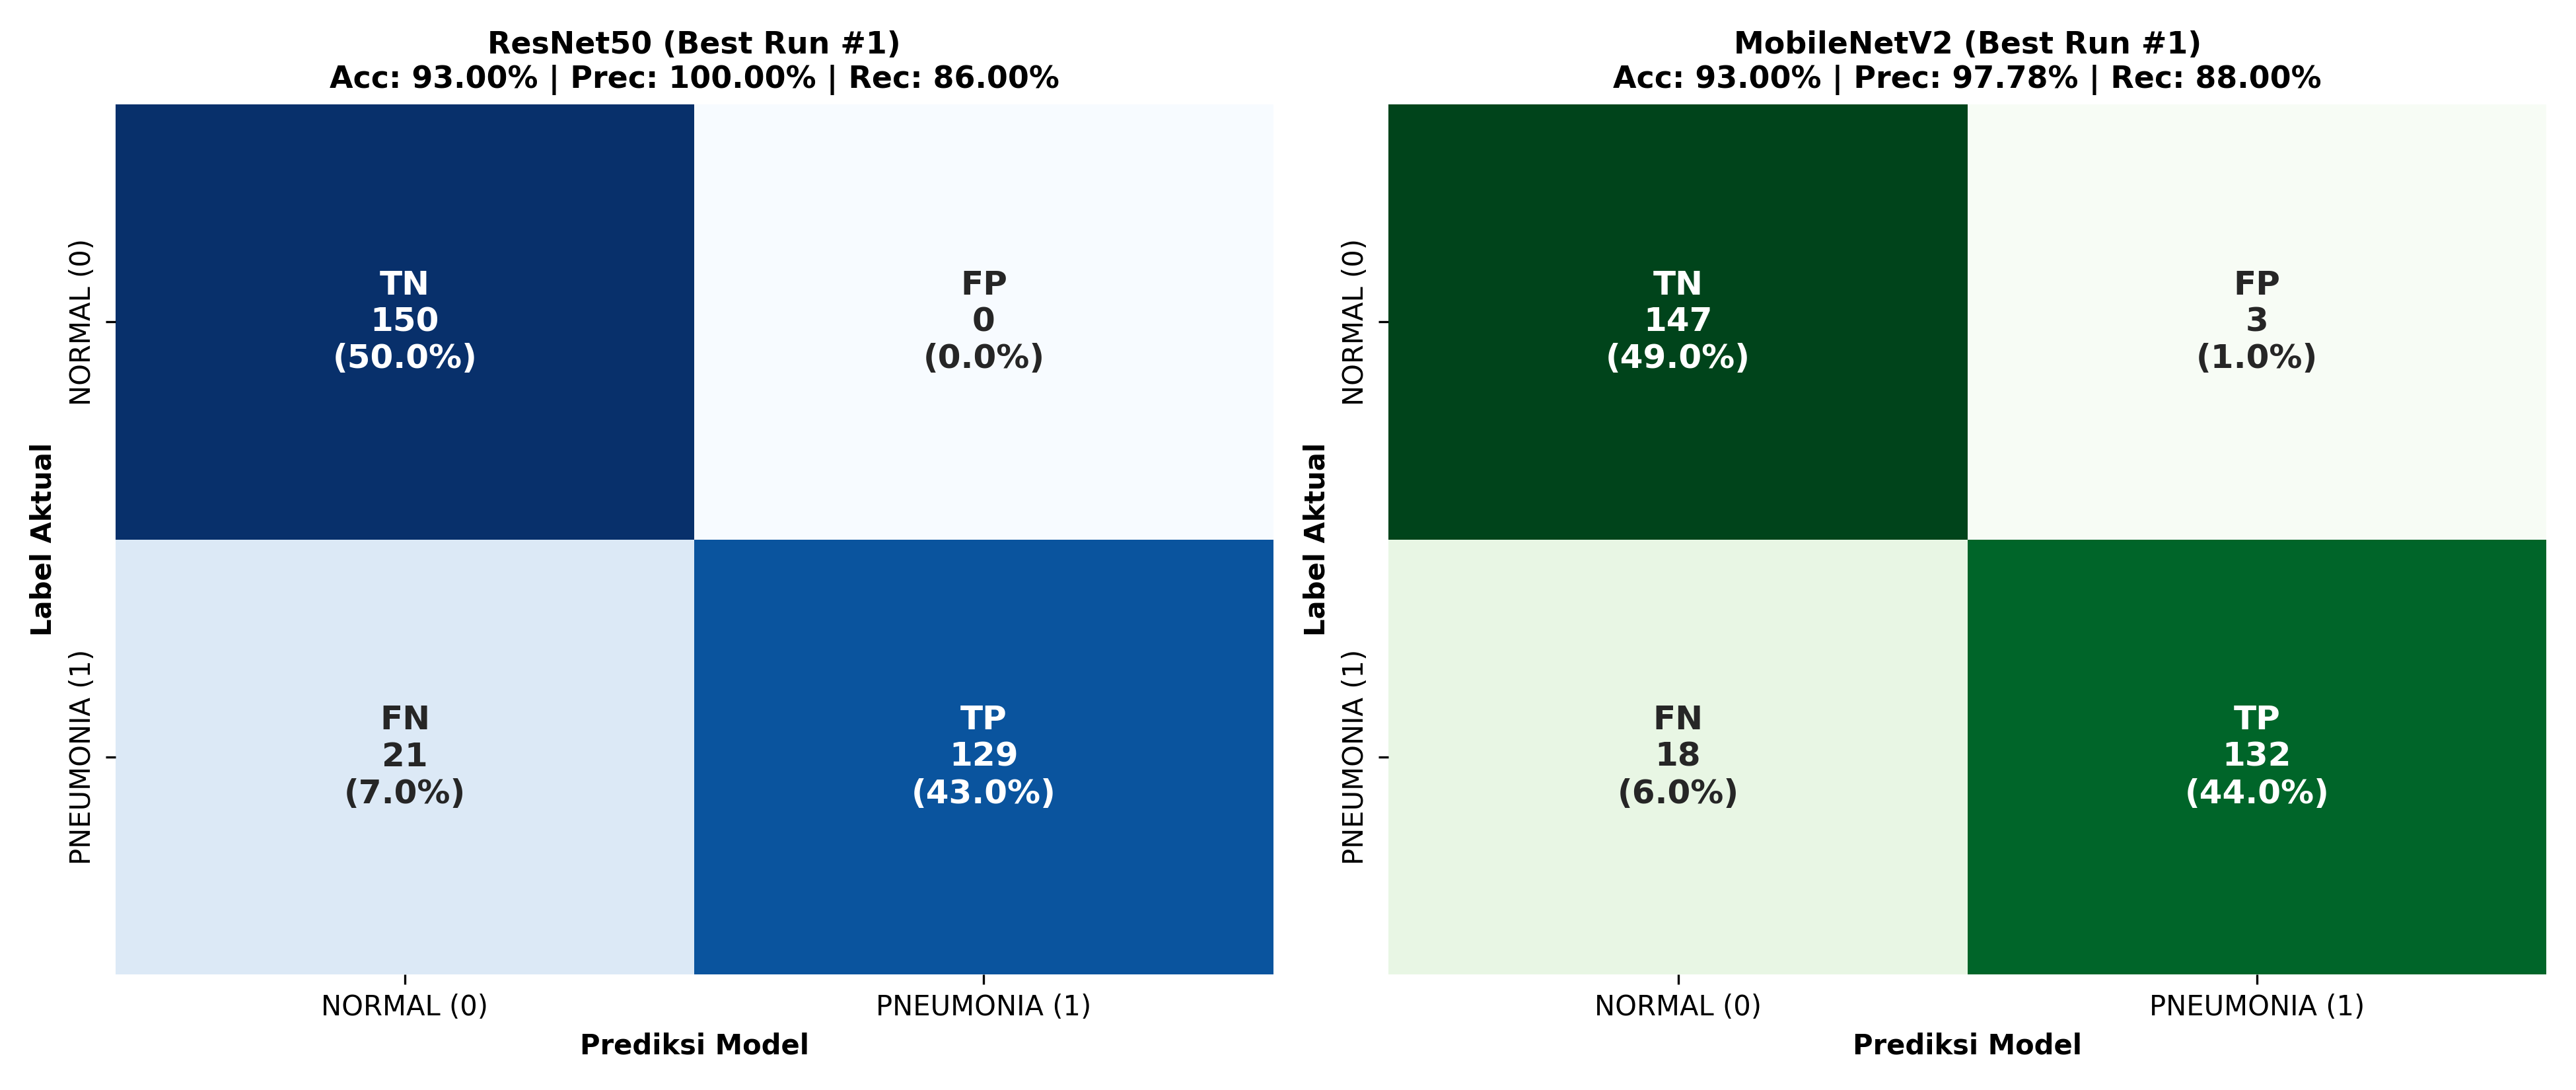 ResNet50 (Best Run #1)
Acc: 93.00% | Prec: 100.00% | Rec: 86.00%
Label Aktual
NORMAL (0)
PNEUMONIA (1)
TN
150
(50.0%)
FP
0
(0.0%)
FN
21
(7.0%)
TP
129
(43.0%)
NORMAL (0)
PNEUMONIA (1)
Prediksi Model
MobileNetV2 (Best Run #1)
Acc: 93.00% | Prec: 97.78% | Rec: 88.00%
Label Aktual
NORMAL (0)
PNEUMONIA (1)
TN
147
(49.0%)
FP
3
(1.0%)
FN
18
(6.0%)
TP
132
(44.0%)
NORMAL (0)
PNEUMONIA (1)
Prediksi Model